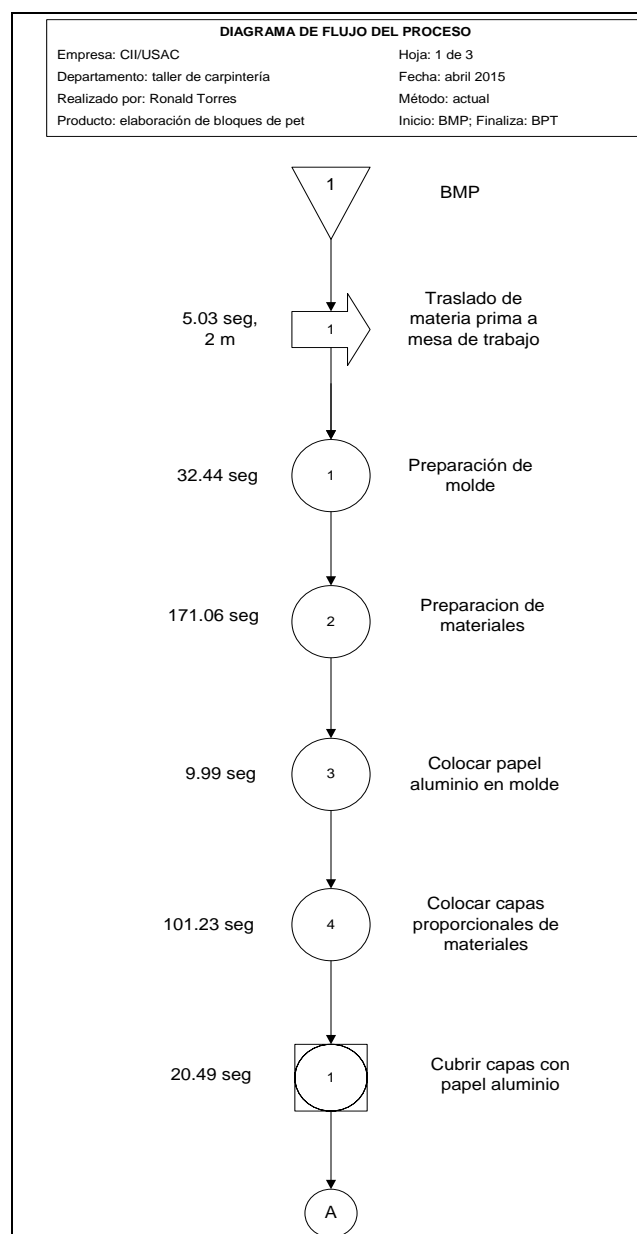 DIAGRAMA DE FLUJO DEL PROCESO
Empresa: CII/USAC
Hoja: 1 de 3
Departamento: taller de carpintería
Fecha: abril 2015
Realizado por: Ronald Torres
Método: actual
Producto: elaboración de bloques de pet
Inicio: BMP; Finaliza: BPT
1
BMP
5.03 seg,
2 m
1
Traslado de
materia prima a
mesa de trabajo
32.44 seg
1
Preparación de
molde
171.06 seg
2
Preparacion de
materiales
9.99 seg
3
Colocar papel
aluminio en molde
101.23 seg
4
Colocar capas
proporcionales de
materiales
20.49 seg
1
Cubrir capas con
papel aluminio
A